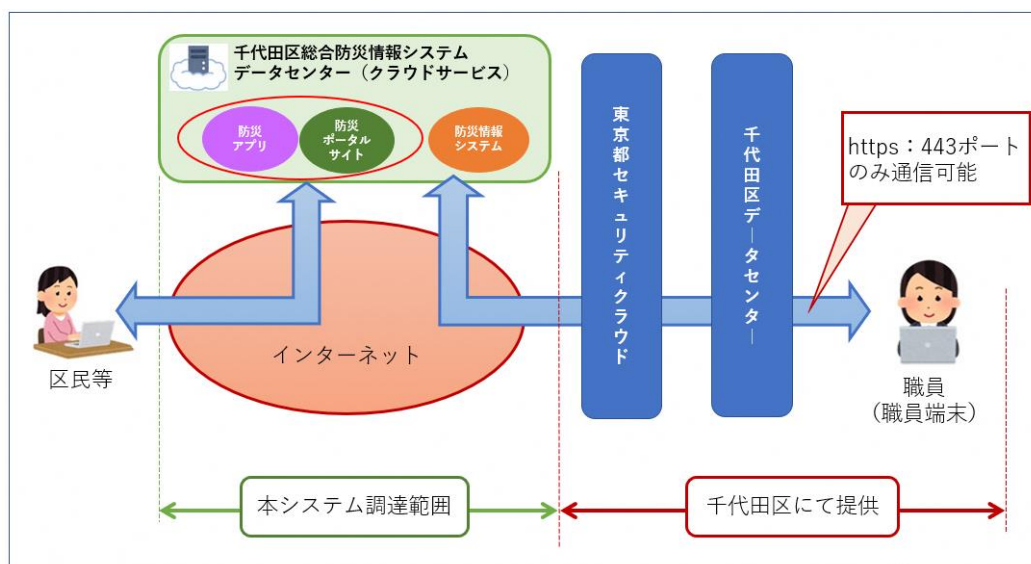 千代田区総合防災情報システム
データセンター（クラウドサービス）
防災
アプリ
防災
ポータル
サイト
防災情報
システム
東京都セキュリティクラウド
千代田区データセンター
https：443ポート
のみ通信可能
インターネット
区民等
職員
（職員端末）
本システム調達範囲
千代田区にて提供